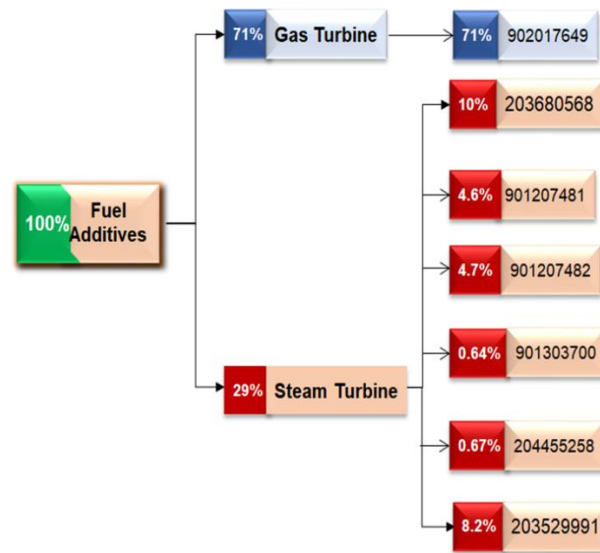 100% Fuel
Additives
71% Gas Turbine
71% 902017649
10% 203680568
4.6% 901207481
4.7% 901207482
0.64% 901303700
29% Steam Turbine
0.67% 204455258
8.2% 203529991